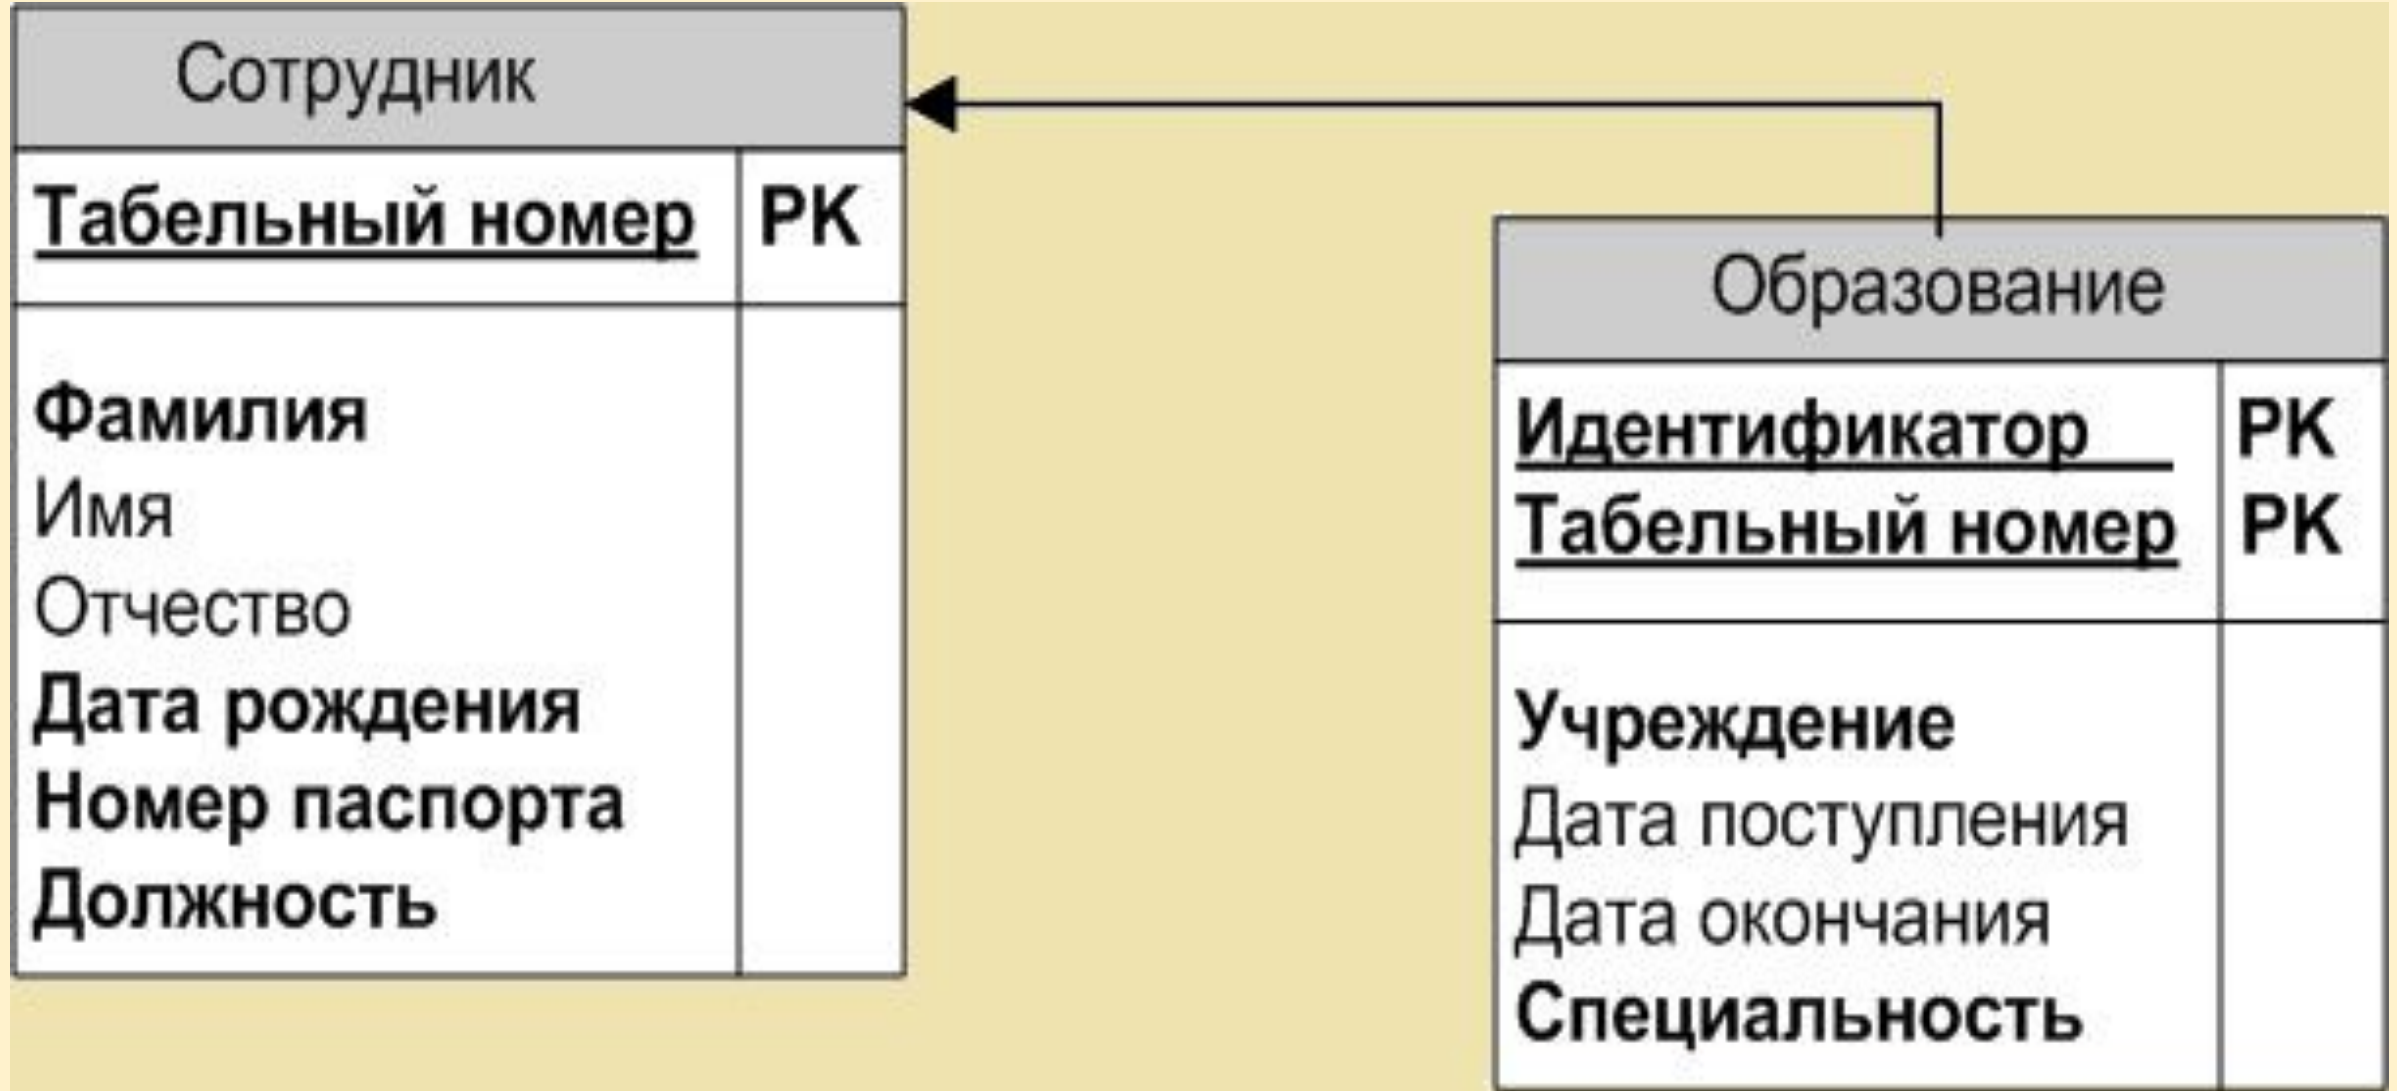 Сотрудник
Табельный номер PK
Фамилия
Имя
Отчество
Дата рождения
Номер паспорта
Должность
Образование
Идентификатор PK
Табельный номер PK
Учреждение
Дата поступления
Дата окончания
Специальность